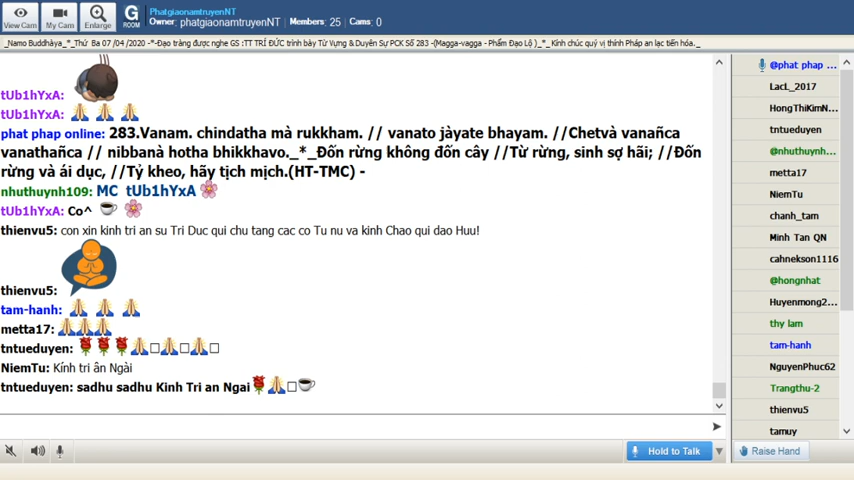 View Cam
My Cam
Enlarge
G
ROOM
PhatgiaonamtruyenNT
Owner: phatgiaonamtruyenNT | Members: 25 | Cams: 0
_Namo Buddhàya_*_Thứ Ba 07 /04 /2020 -*-Đạo tràng được nghe GS :TT TRÍ ĐỨC trình bày Từ Vựng & Duyên Sự PCK Số 283 -(Magga-vagga - Phẩm Đạo Lộ )_*_ Kính chúc quý vị thính Pháp an lạc tiến hóa._
tUb1hYxA:
tUb1hYxA:
phat phap online: 283.Vanam. chindatha mà rukkham. // vanato jàyate bhayam. //Chetvà vanañca
vanathañca // nibbanà hotha bhikkhavo._*_Đốn rừng không đốn cây //Từ rừng, sinh sợ hãi; //Đốn
rừng và ái dục, //Tỷ kheo, hãy tịch mịch.(HT-TMC) -
nhuthuynh109: MC tUb1hYxA
tUb1hYxA: Co^
thienvu5: con xin kinh tri an su Tri Duc qui chu tang cac co Tu nu va kinh Chao qui dao Huu!
thienvu5:
tam-hanh:
metta17:
tntueduyen:
NiemTu: Kính tri ân Ngài
tntueduyen: sadhu sadhu Kinh Tri an Ngai
Hold to Talk
@phat phap ...
LacL_2017
HongThiKimN...
tntueduyen
@nhuthuynh...
metta17
NiemTu
chanh_tam
Minh Tan QN
cahnekson1116
@hongnhat
Huyenmong2...
thy lam
tam-hanh
NguyenPhuc62
Trangthu-2
thienvu5
tamuy
Raise Hand